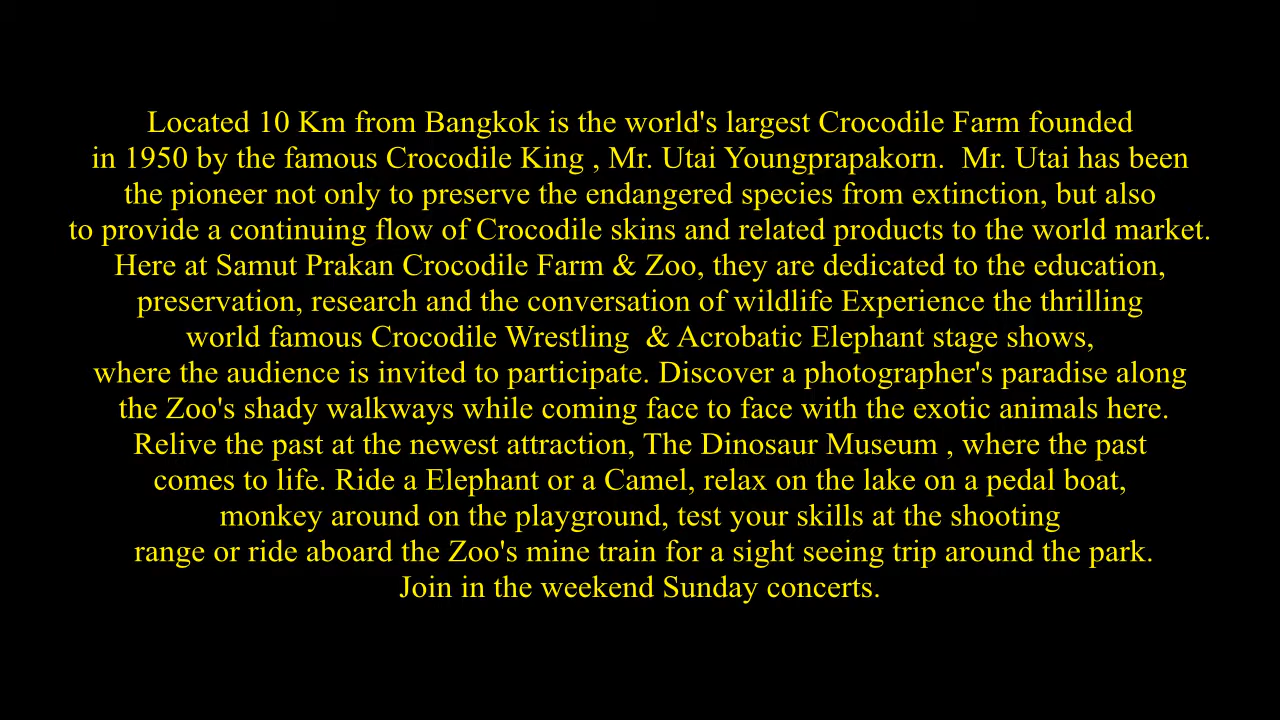 Located 10 Km from Bangkok is the world's largest Crocodile Farm founded
in 1950 by the famous Crocodile King , Mr. Utai Youngprapakorn.  Mr. Utai has been
the pioneer not only to preserve the endangered species from extinction, but also
to provide a continuing flow of Crocodile skins and related products to the world market.
Here at Samut Prakan Crocodile Farm & Zoo, they are dedicated to the education,
preservation, research and the conversation of wildlife Experience the thrilling
world famous Crocodile Wrestling  & Acrobatic Elephant stage shows,
where the audience is invited to participate. Discover a photographer's paradise along
the Zoo's shady walkways while coming face to face with the exotic animals here.
Relive the past at the newest attraction, The Dinosaur Museum , where the past
comes to life. Ride a Elephant or a Camel, relax on the lake on a pedal boat,
monkey around on the playground, test your skills at the shooting
range or ride aboard the Zoo's mine train for a sight seeing trip around the park.
Join in the weekend Sunday concerts.